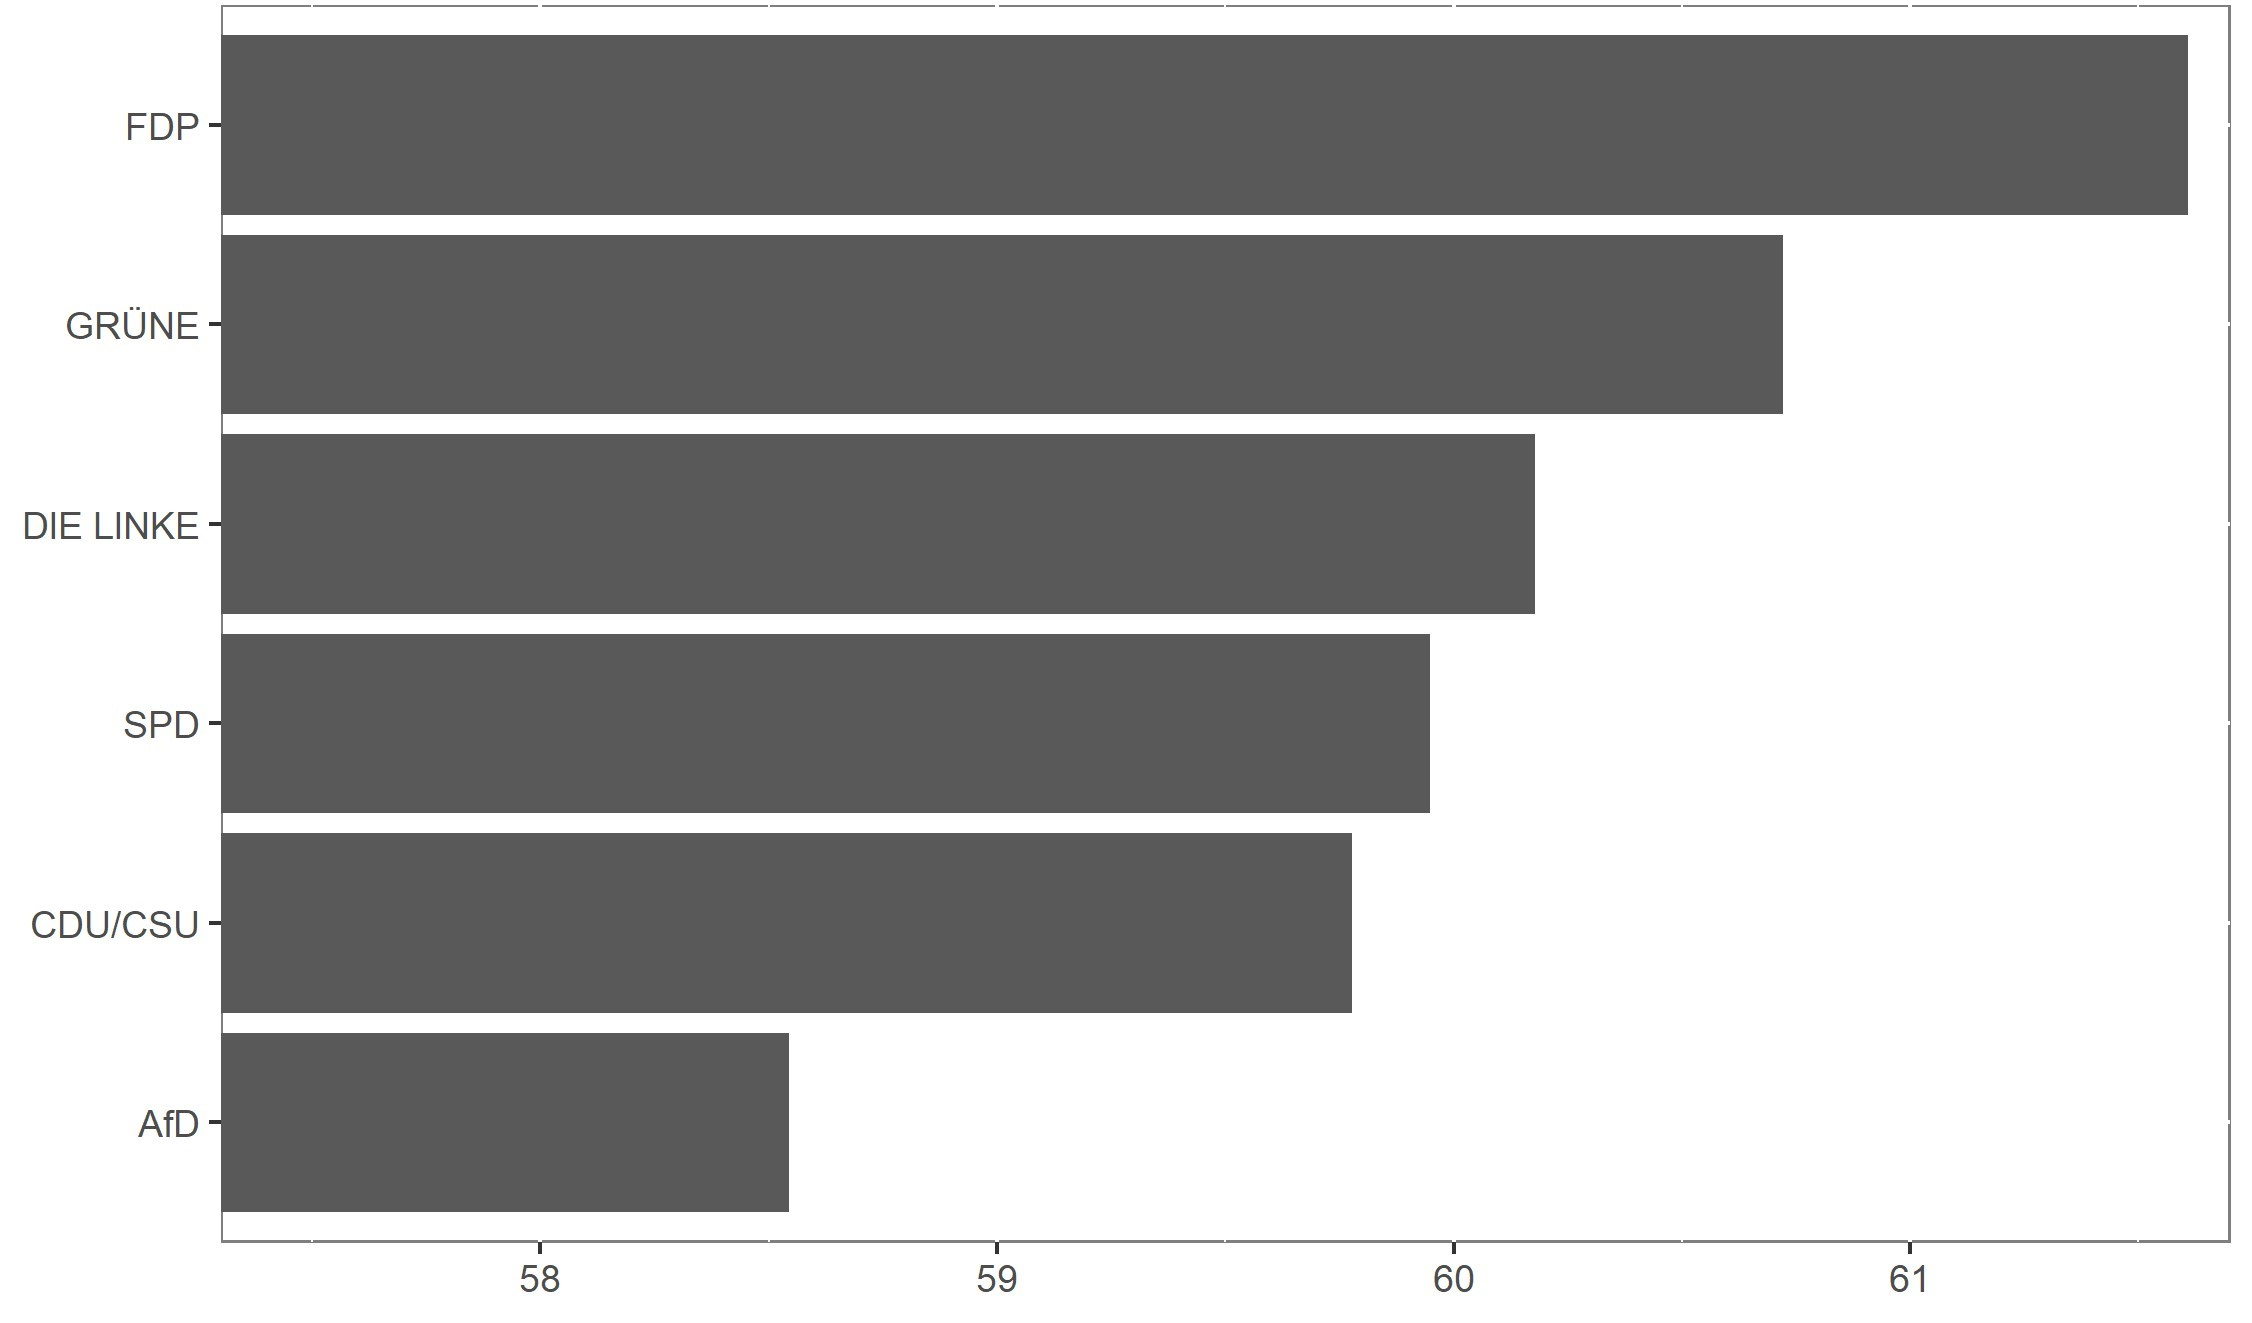 FDP
GRÜNE
DIE LINKE
SPD
CDU/CSU
AfD
58 59 60 61